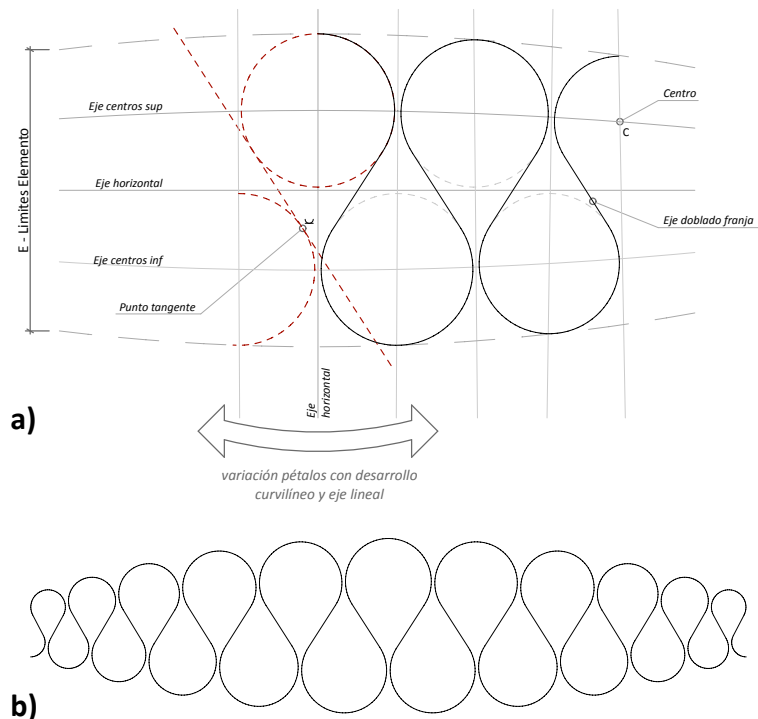 Eje centros sup
Centro
C
E - Limites Elemento
Eje horizontal
Eje doblado franja
Eje centros inf
Punto tangente
Eje
horizontal
a)
variación pétalos con desarrollo
curvilíneo y eje lineal
b)